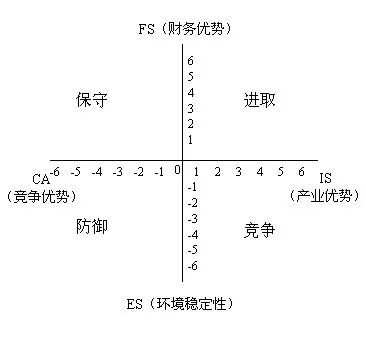 FS（财务优势）
6
5
4
3
2
1
保守
进取
-6 -5 -4 -3 -2 -1 0 1 2 3 4 5 6
CA
（竞争优势）
IS
（产业优势）
-1
-2
-3
-4
-5
-6
防御
竞争
ES（环境稳定性）